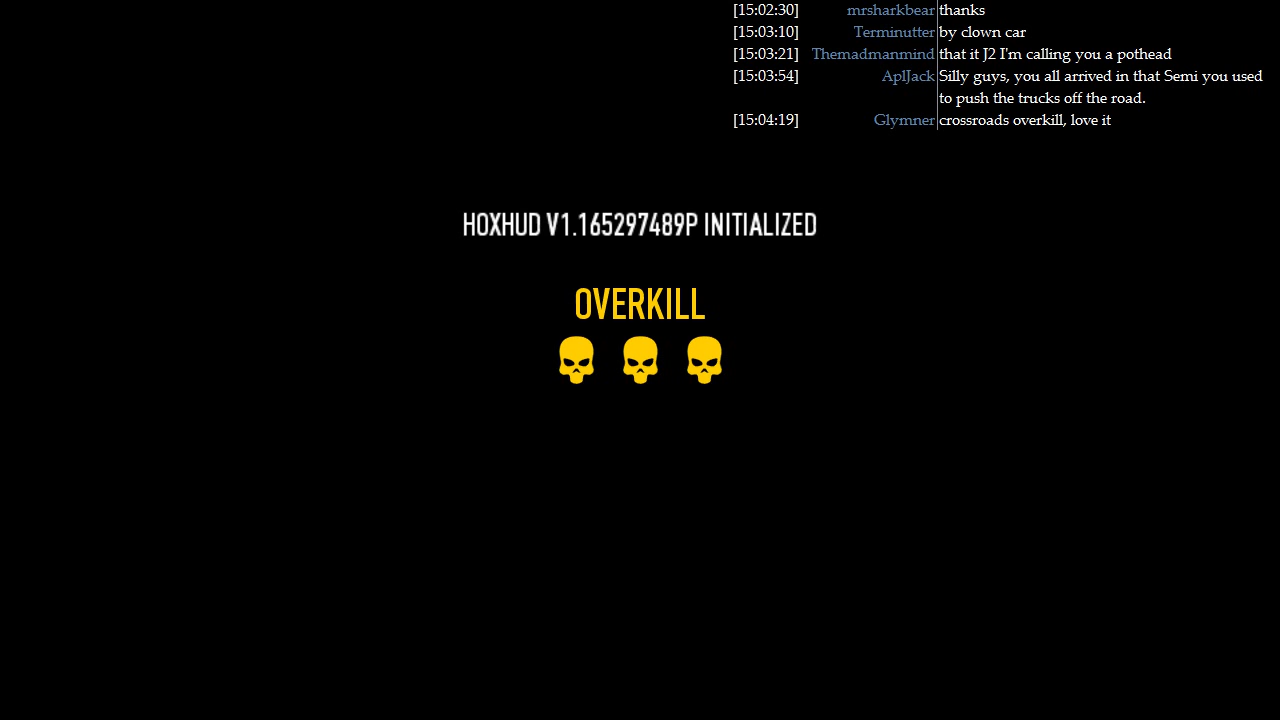 [15:02:30] mrsharkbear thanks
[15:03:10] Terminutter by clown car
[15:03:21] Themadmanmind that it J2 I'm calling you a pothead
[15:03:54] AplJack Silly guys, you all arrived in that Semi you used
to push the trucks off the road.
[15:04:19] Glymner crossroads overkill, love it
HOXHUD V1.165297489P INITIALIZED
OVERKILL